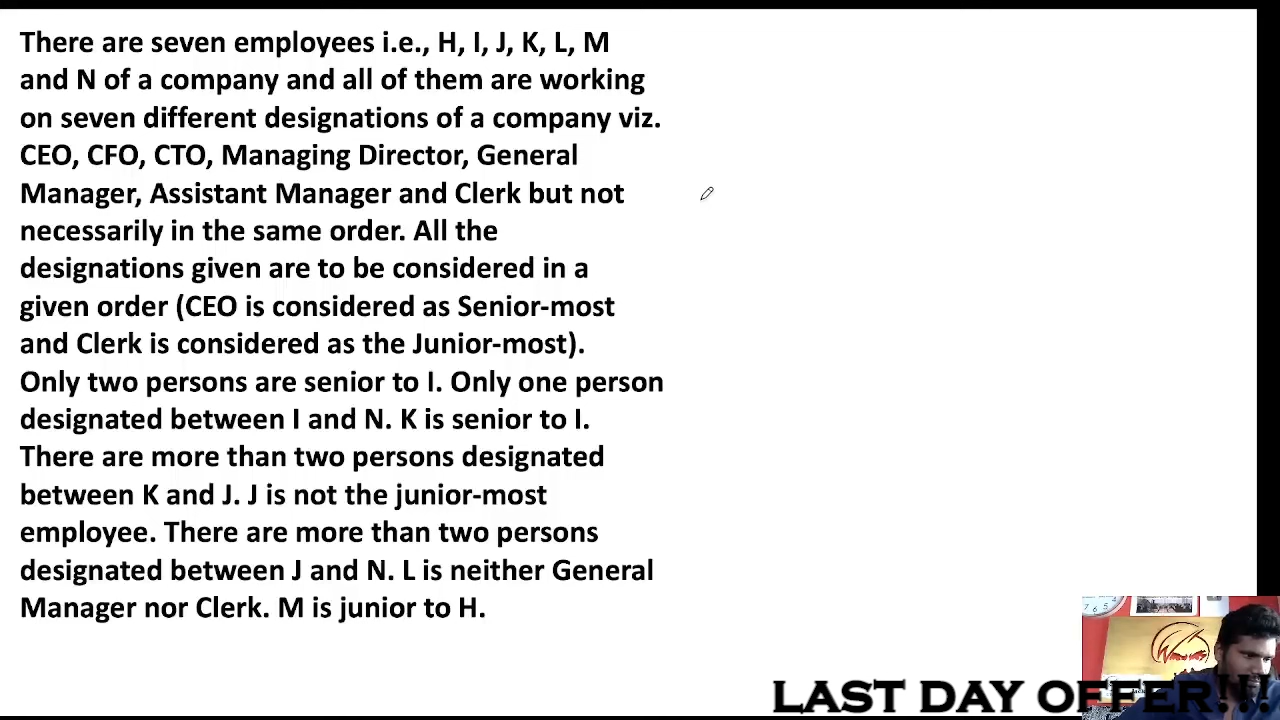 There are seven employees i.e., H, I, J, K, L, M
and N of a company and all of them are working
on seven different designations of a company viz.
CEO, CFO, CTO, Managing Director, General
Manager, Assistant Manager and Clerk but not
necessarily in the same order. All the
designations given are to be considered in a
given order (CEO is considered as Senior-most
and Clerk is considered as the Junior-most).
Only two persons are senior to I. Only one person
designated between I and N. K is senior to I.
There are more than two persons designated
between K and J. J is not the junior-most
employee. There are more than two persons
designated between J and N. L is neither General
Manager nor Clerk. M is junior to H.
LAST DAY OFFER!!!